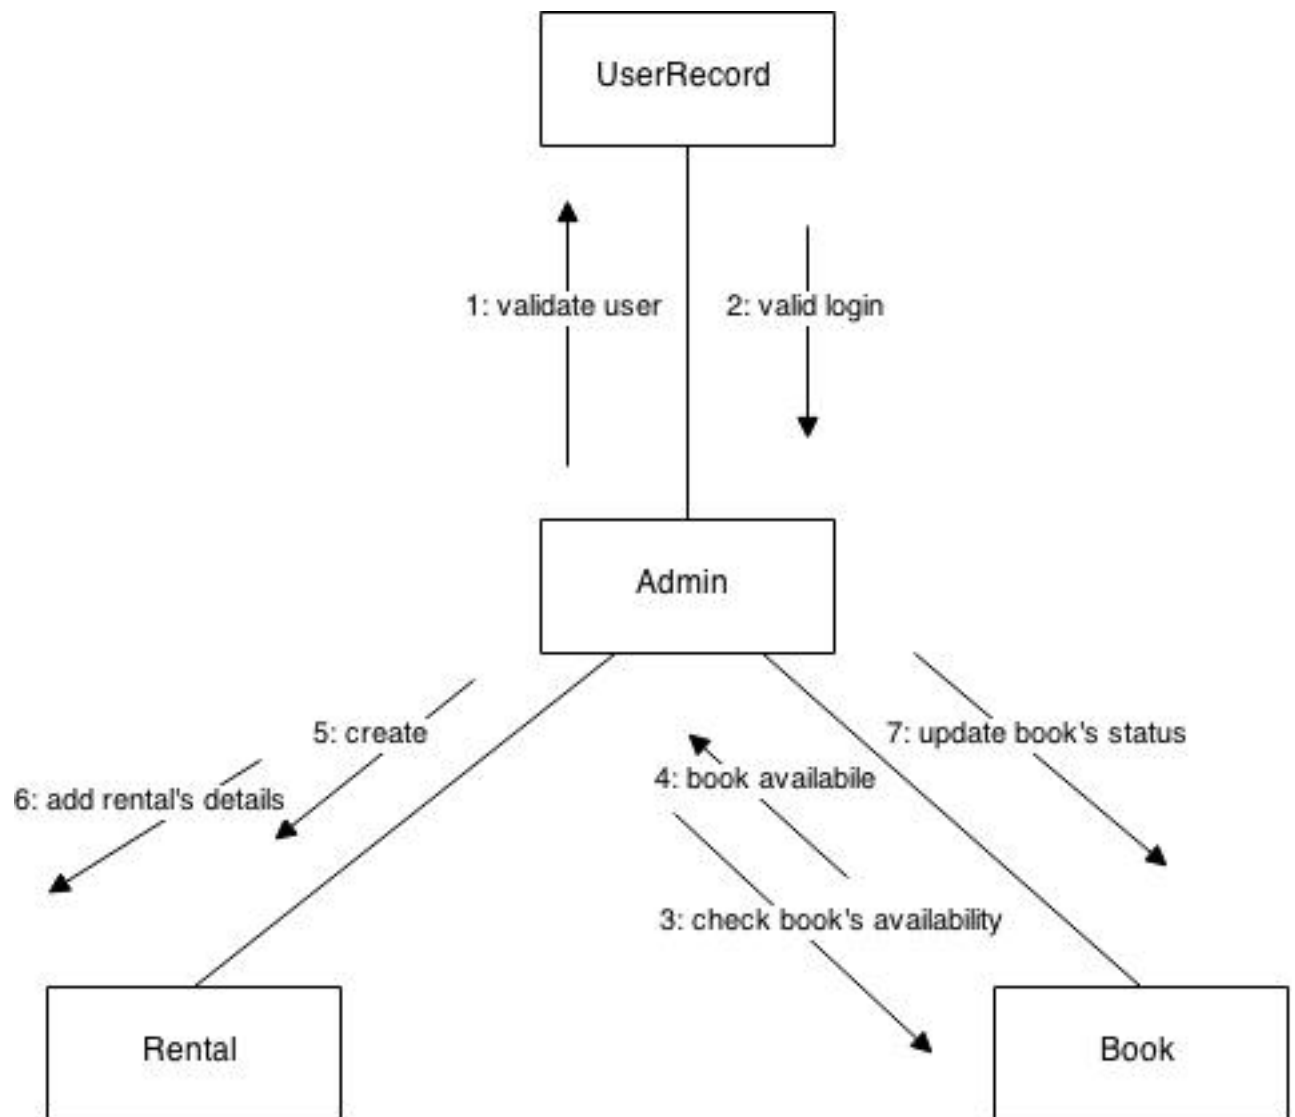 UserRecord
1: validate user
2: valid login
Admin
5: create
7: update book's status
4: book availabile
6: add rental's details
3: check book's availability
Rental
Book